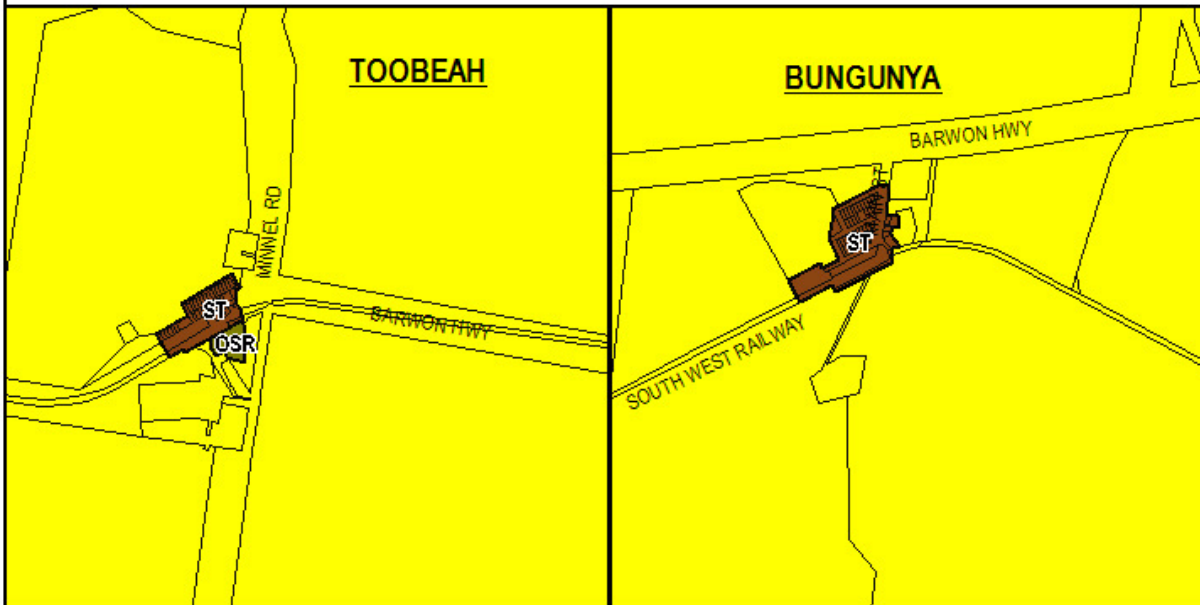 TOOBEAH
MINNEL RD
ST
OSR
BARWON HWY
BUNGUNYA
BARWON HWY
ST
SOUTH WEST RAILWAY